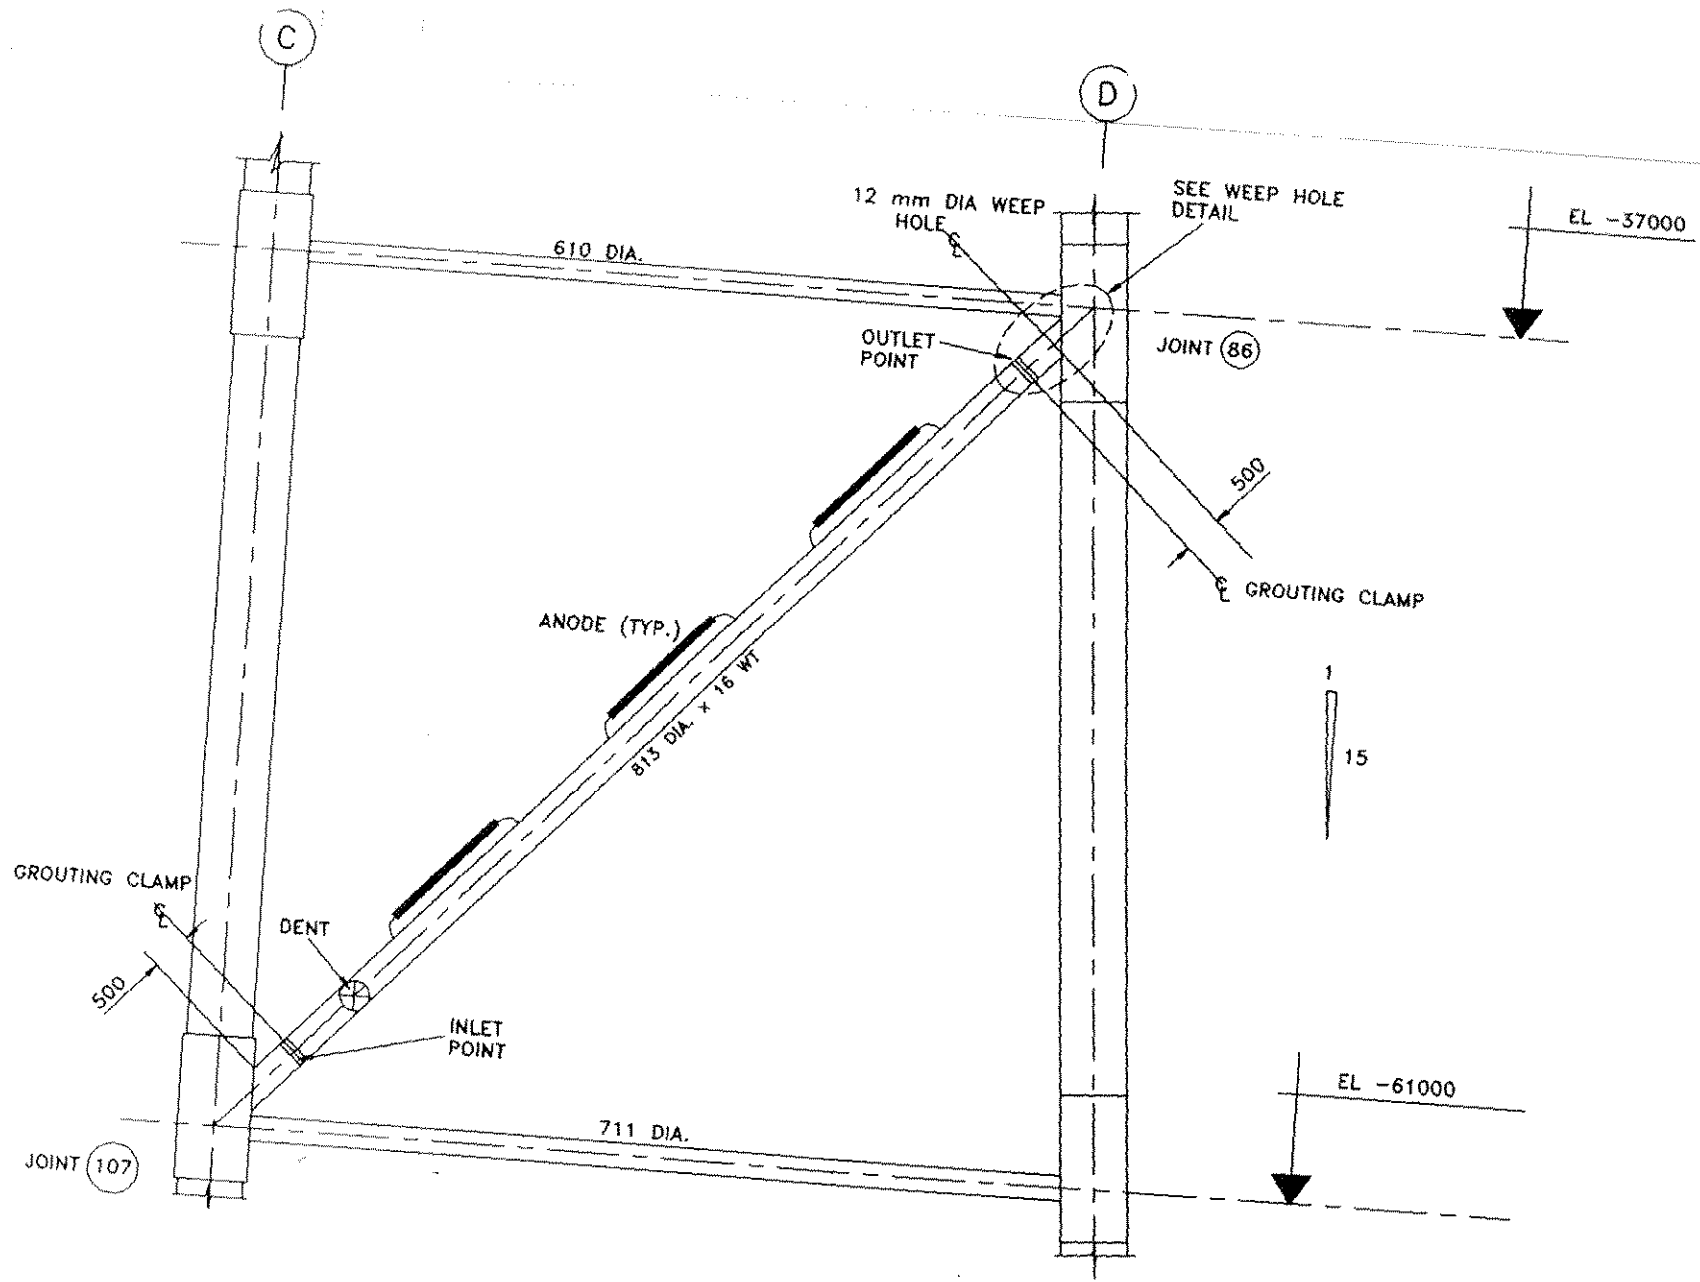 C
D
12 mm DIA WEEP
HOLE
SEE WEEP HOLE
DETAIL
EL -37000
610 DIA.
OUTLET
POINT
JOINT 86
500
GROUTING CLAMP
ANODE (TYP.)
813 DIA. x 16 WT
1
15
GROUTING CLAMP
DENT
500
INLET
POINT
EL -61000
711 DIA.
JOINT 107